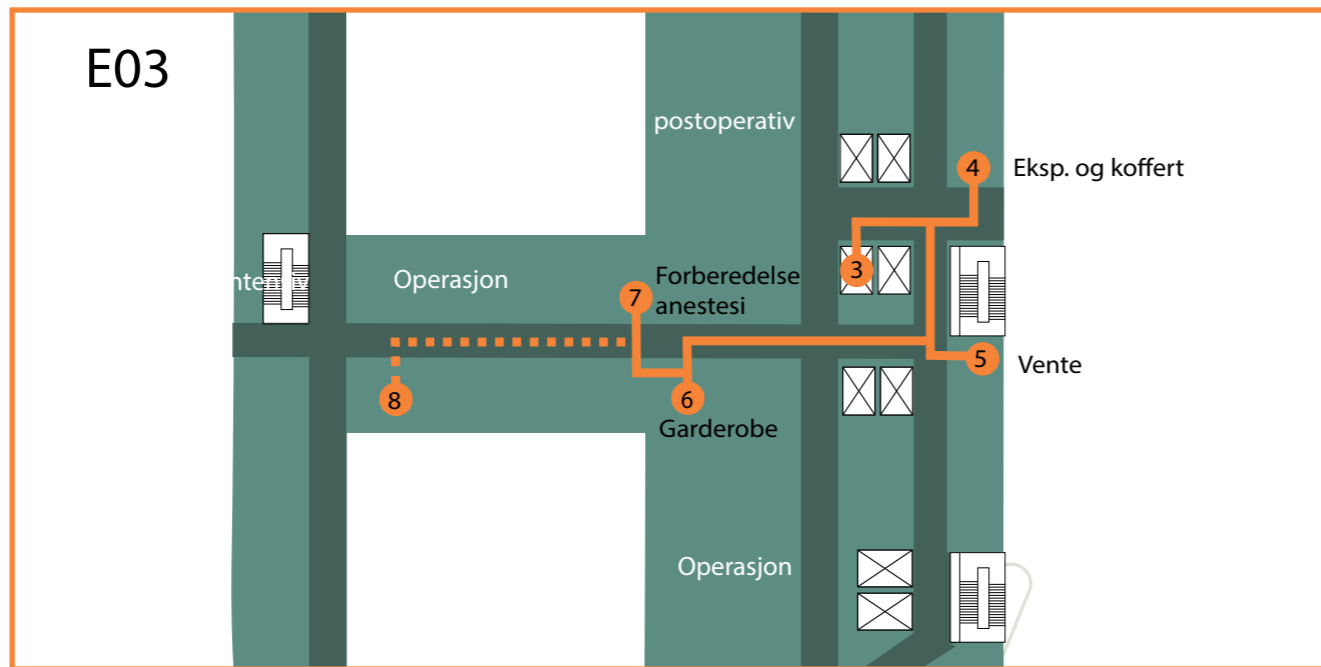 E03
postoperativ
4
Eksp. og koffert
3
Operasjon
7
Forberedelse
anestesi
5
Vente
8
6
Garderobe
Operasjon